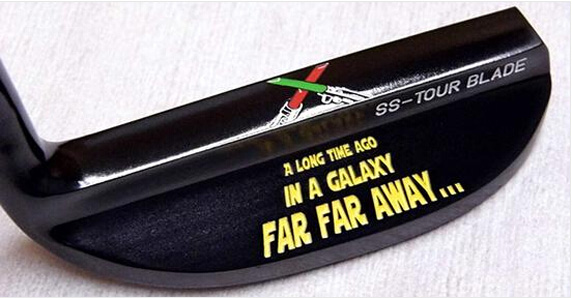 SS-TOUR BLADE
A LONG TIME AGO
IN A GALAXY
FAR FAR AWAY...